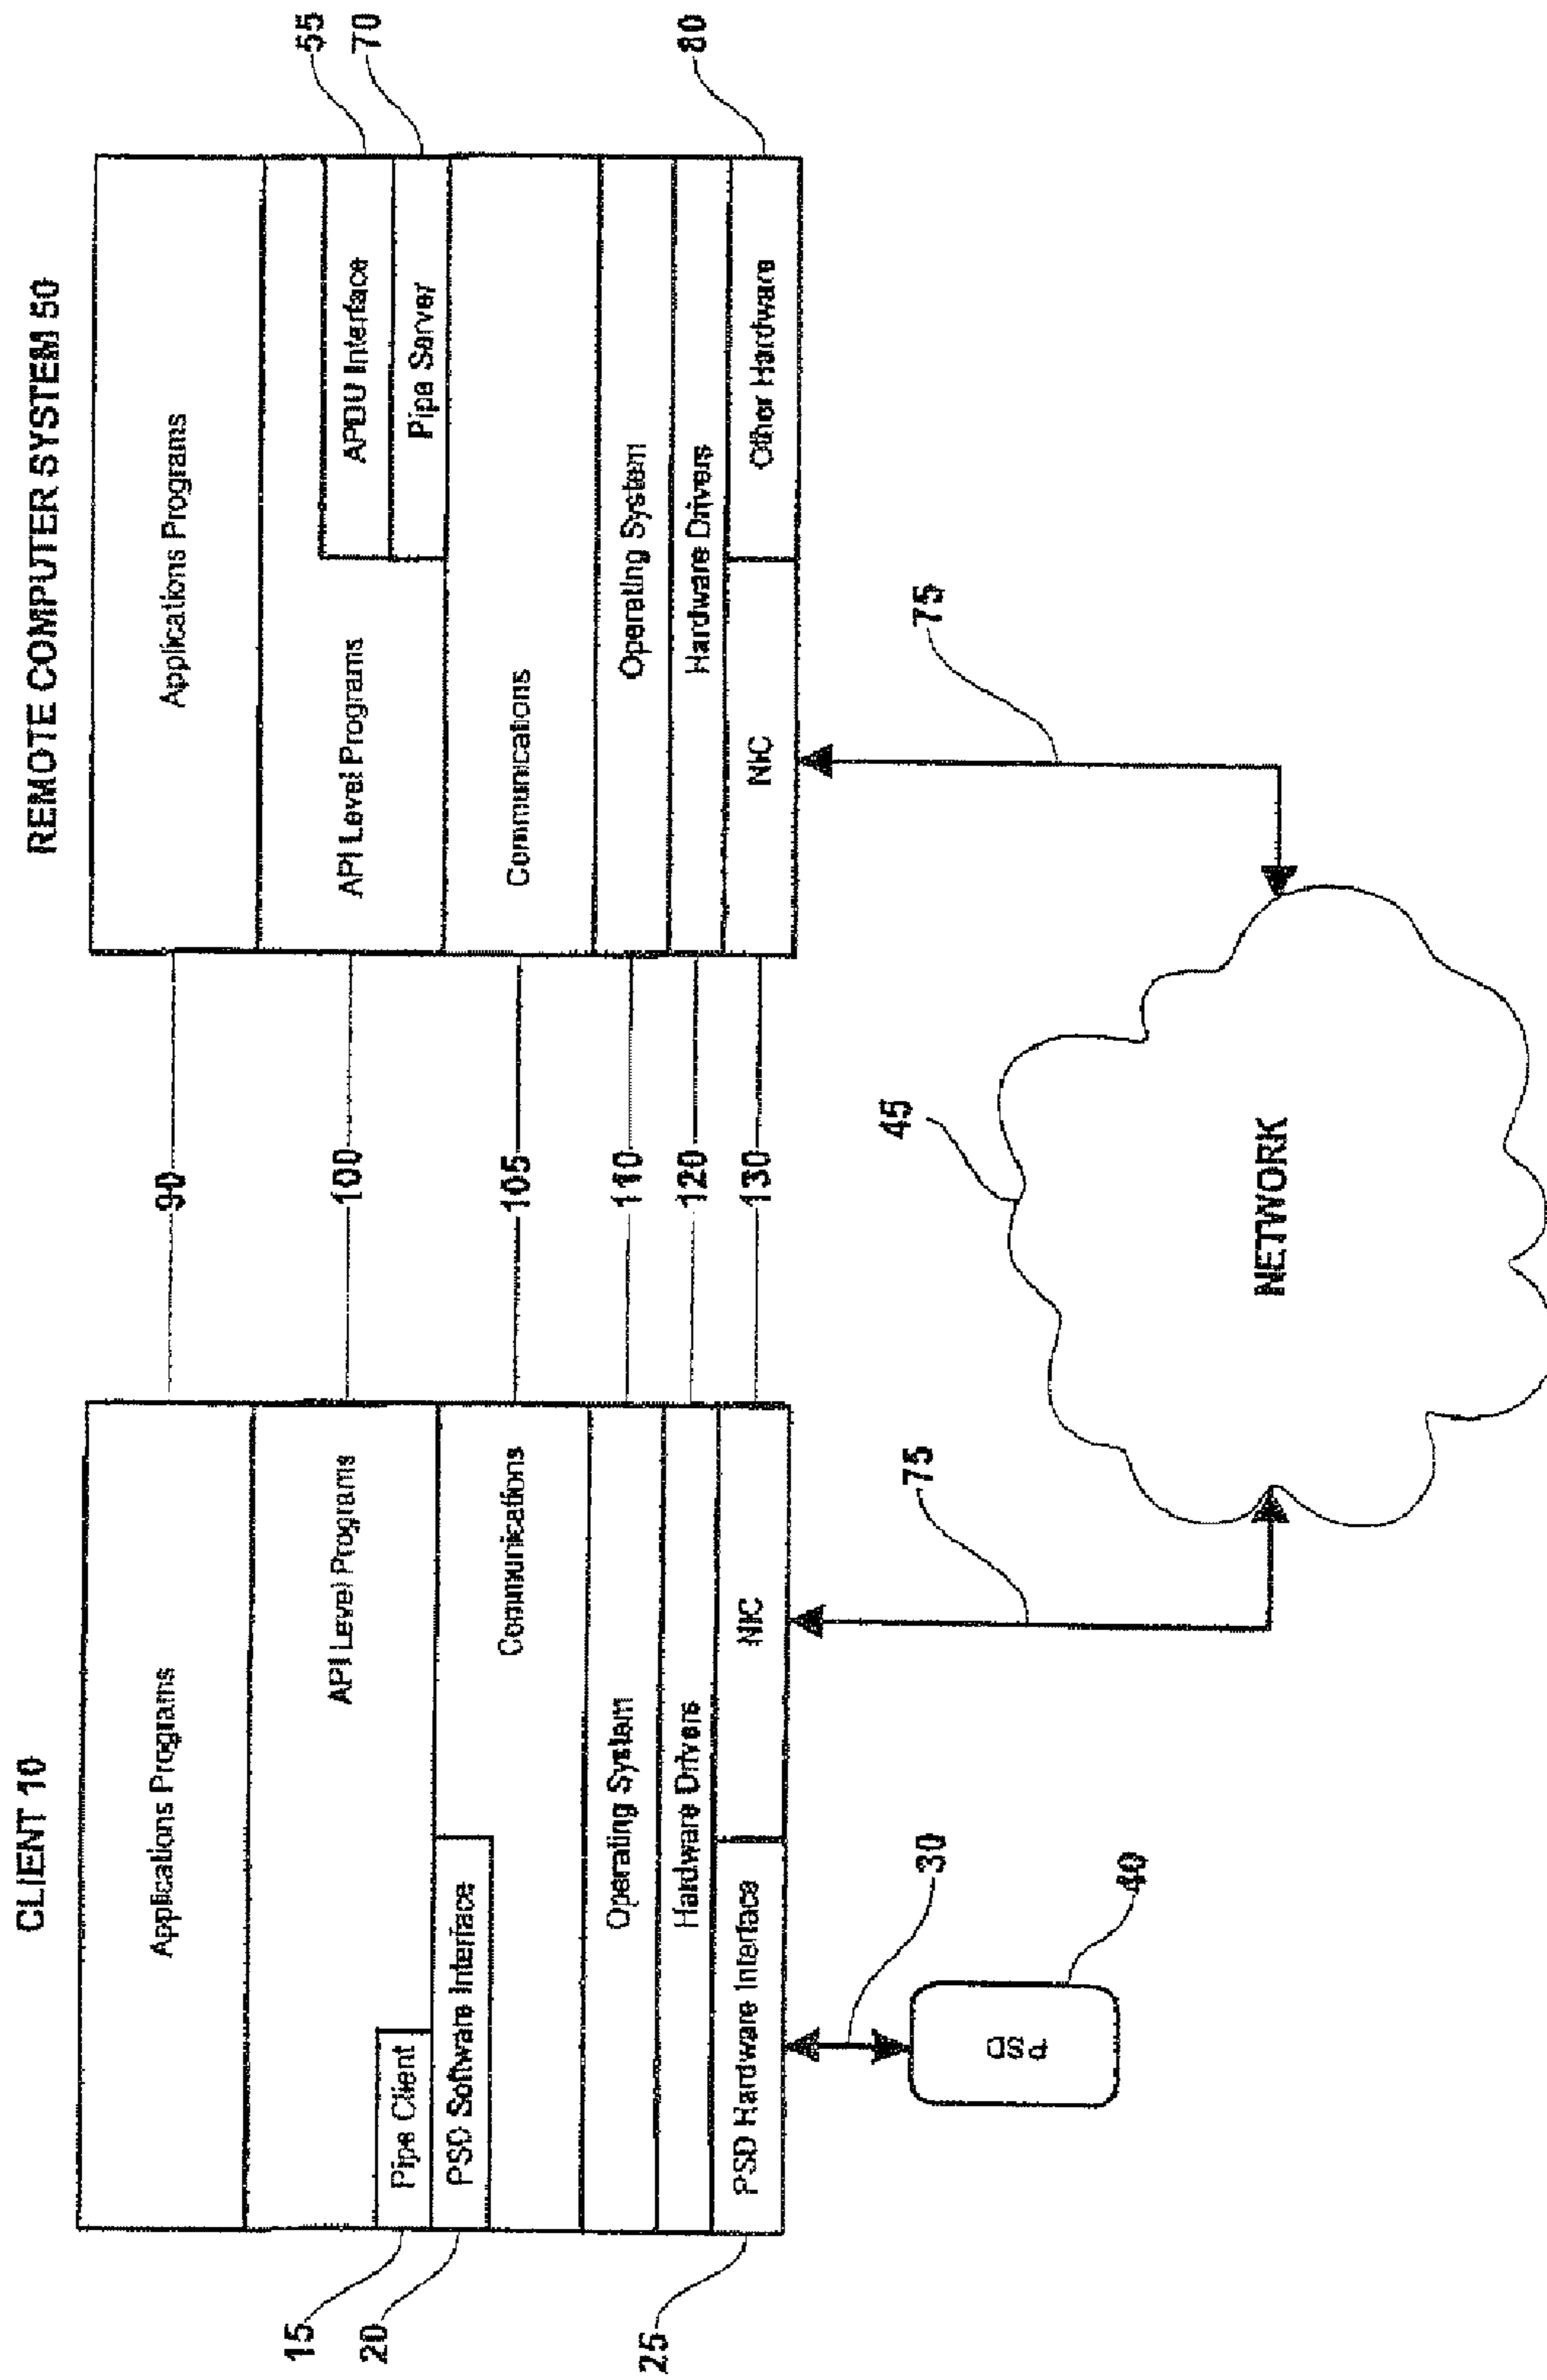 CLIENT 10
REMOTE COMPUTER SYSTEM 50
Applications Programs
90
Applications Programs
API Level Programs
100
API Level Programs
15
Pipe Client
APDU Interface
55
20
PSD Software Interface
Pipe Server
70
Communications
105
Communications
Operating System
110
Operating System
Hardware Drivers
120
Hardware Drivers
25
PSD Hardware Interface
NIC
130
NIC
Other Hardware
80
30
75
45
75
PSD
40
NETWORK